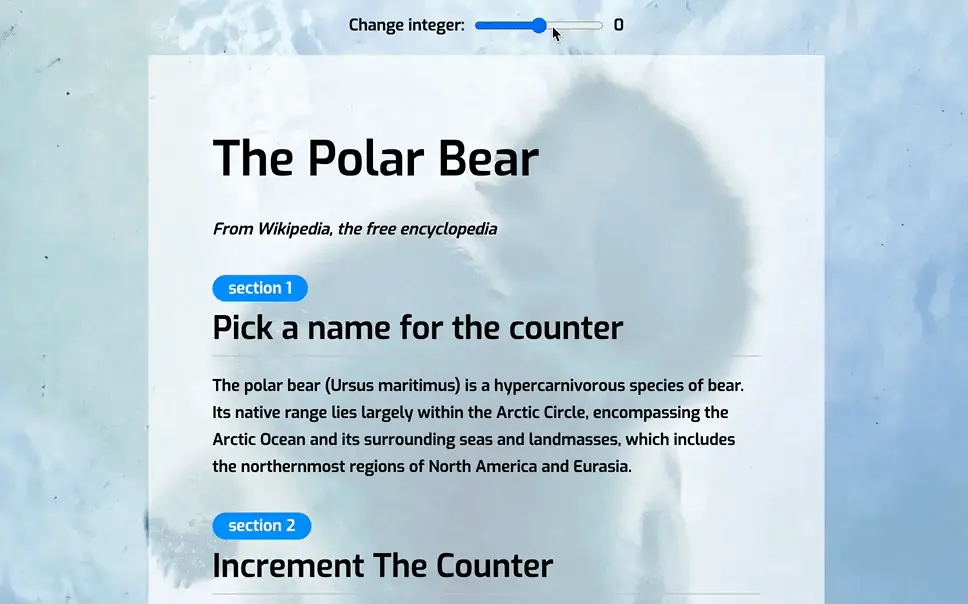 Change integer: 0
The Polar Bear
From Wikipedia, the free encyclopedia
section 1
Pick a name for the counter
The polar bear (Ursus maritimus) is a hypercarnivorous species of bear.
Its native range lies largely within the Arctic Circle, encompassing the
Arctic Ocean and its surrounding seas and landmasses, which includes
the northernmost regions of North America and Eurasia.
section 2
Increment The Counter